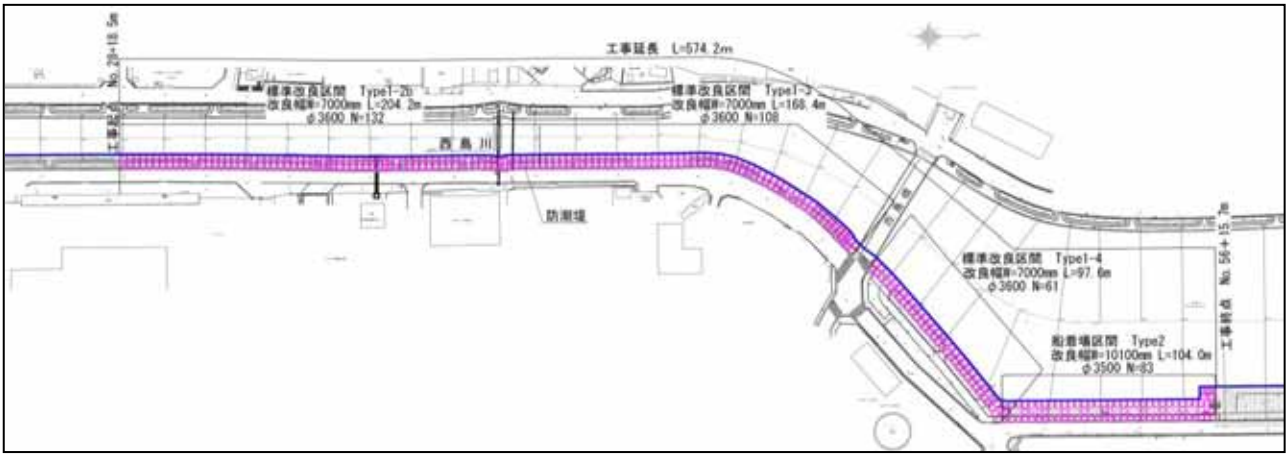 工事延長 L=574.2m
工事起点 No.28+18.5m
標準改良区間 Type1-2b
改良幅W=7000mm L=204.2m
φ3600 N=132
標準改良区間 Type1-3
改良幅W=7000mm L=168.4m
φ3600 N=108
西島川
防潮堤
標準改良区間 Type1-4
改良幅W=7000mm L=97.6m
φ3600 N=61
工事終点 No.56+15.7m
船着場区間 Type2
改良幅W=10100mm L=104.0m
φ3500 N=83